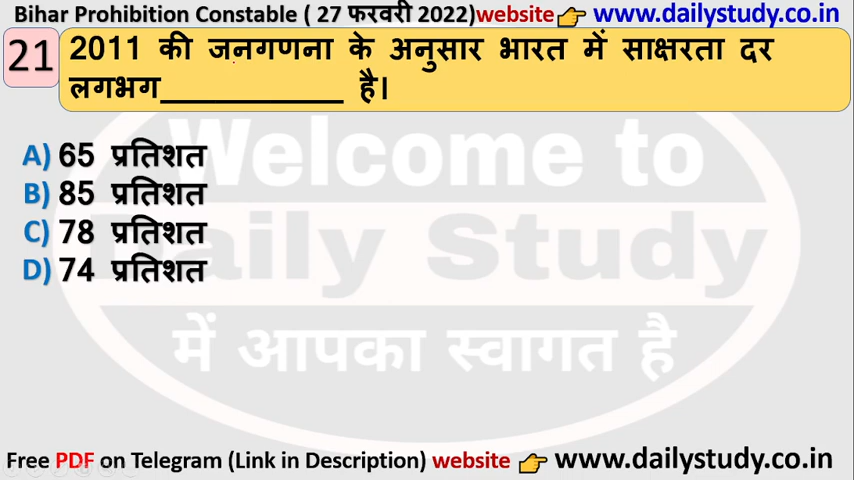 Bihar Prohibition Constable ( 27 फरवरी 2022)website 👉 www.dailystudy.co.in
21
2011 की जनगणना के अनुसार भारत में साक्षरता दर
लगभग____________ है।
Welcome to
A) 65 प्रतिशत
B) 85 प्रतिशत
C) 78 प्रतिशत
Daily Study
D) 74 प्रतिशत
में आपका स्वागत है
Free PDF on Telegram (Link in Description) website 👉 www.dailystudy.co.in